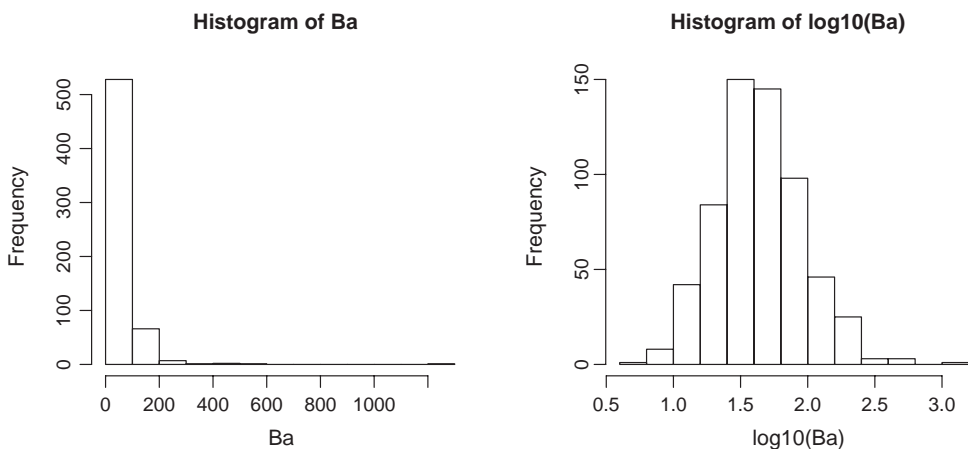 Histogram of Ba
Frequency
0 100 200 300 400 500
0 200 400 600 800 1000
Ba
Histogram of log10(Ba)
Frequency
0 50 100 150
0.5 1.0 1.5 2.0 2.5 3.0
log10(Ba)